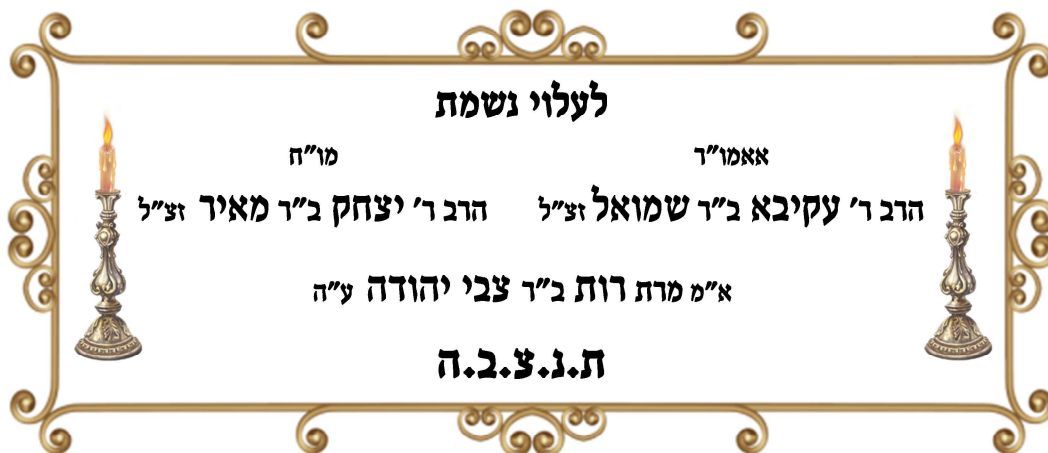 לעלוי נשמת
אאמו"ר מו"ח
הרב ר' עקיבא ב"ר שמואל זצ"ל הרב ר' יצחק ב"ר מאיר זצ"ל
א"מ מרת רות ב"ר צבי יהודה ע"ה
ת.נ.צ.ב.ה